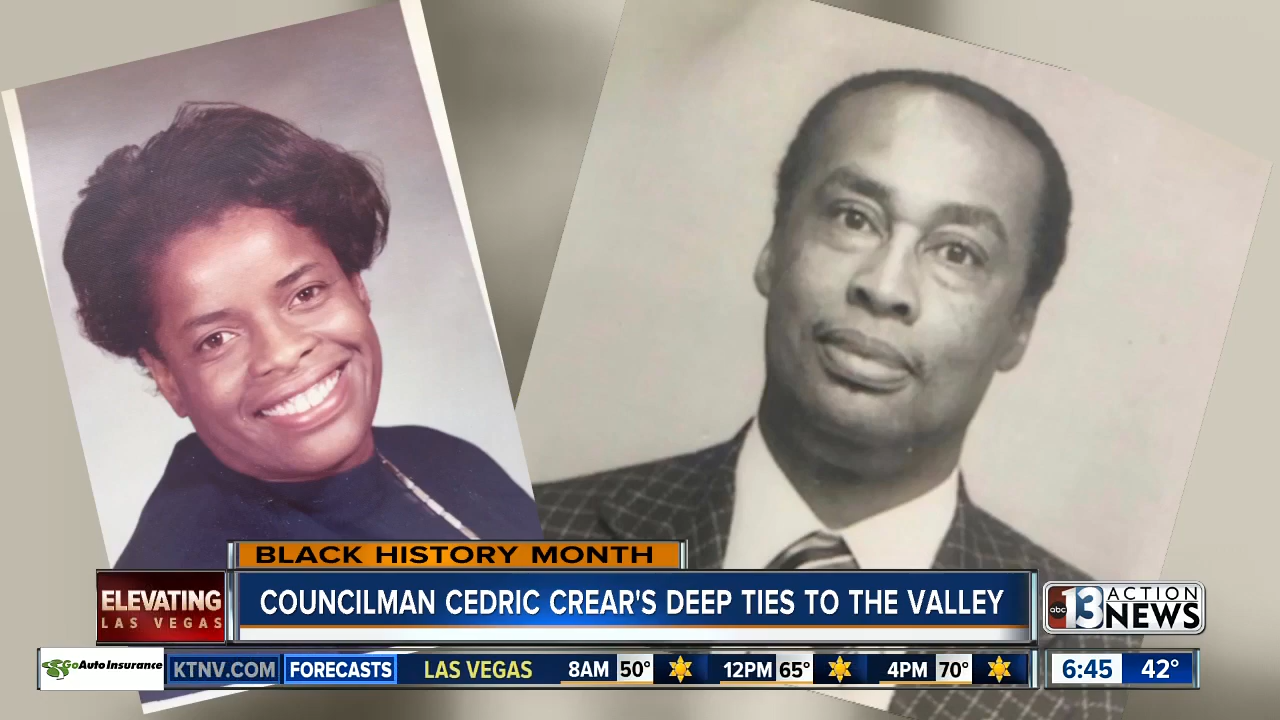 BLACK HISTORY MONTH
ELEVATING
LAS VEGAS
COUNCILMAN CEDRIC CREAR'S DEEP TIES TO THE VALLEY
abc 13 ACTION NEWS
GoAuto Insurance KTNV.COM FORECASTS LAS VEGAS 8AM 50° 12PM 65° 4PM 70° 6:45 42°